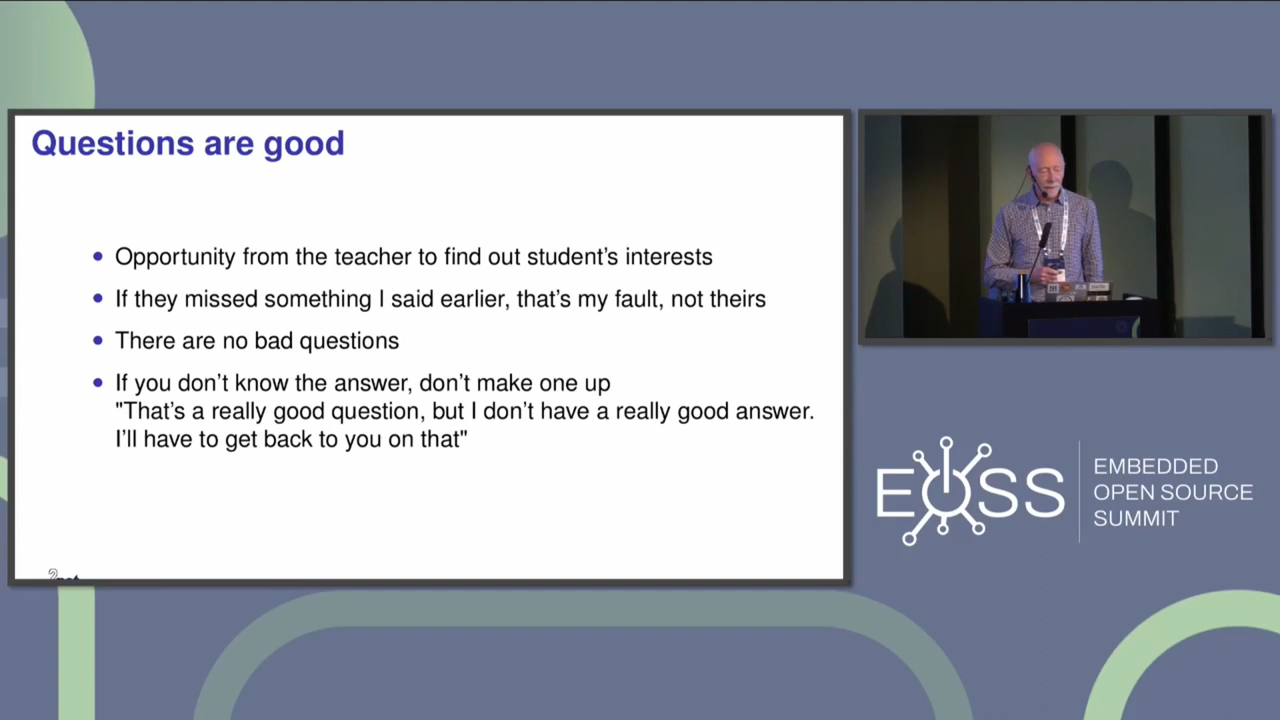 Questions are good
Opportunity from the teacher to find out student's interests
If they missed something I said earlier, that's my fault, not theirs
There are no bad questions
If you don't know the answer, don't make one up
"That's a really good question, but I don't have a really good answer.
I'll have to get back to you on that"
EOSS
EMBEDDED
OPEN SOURCE
SUMMIT